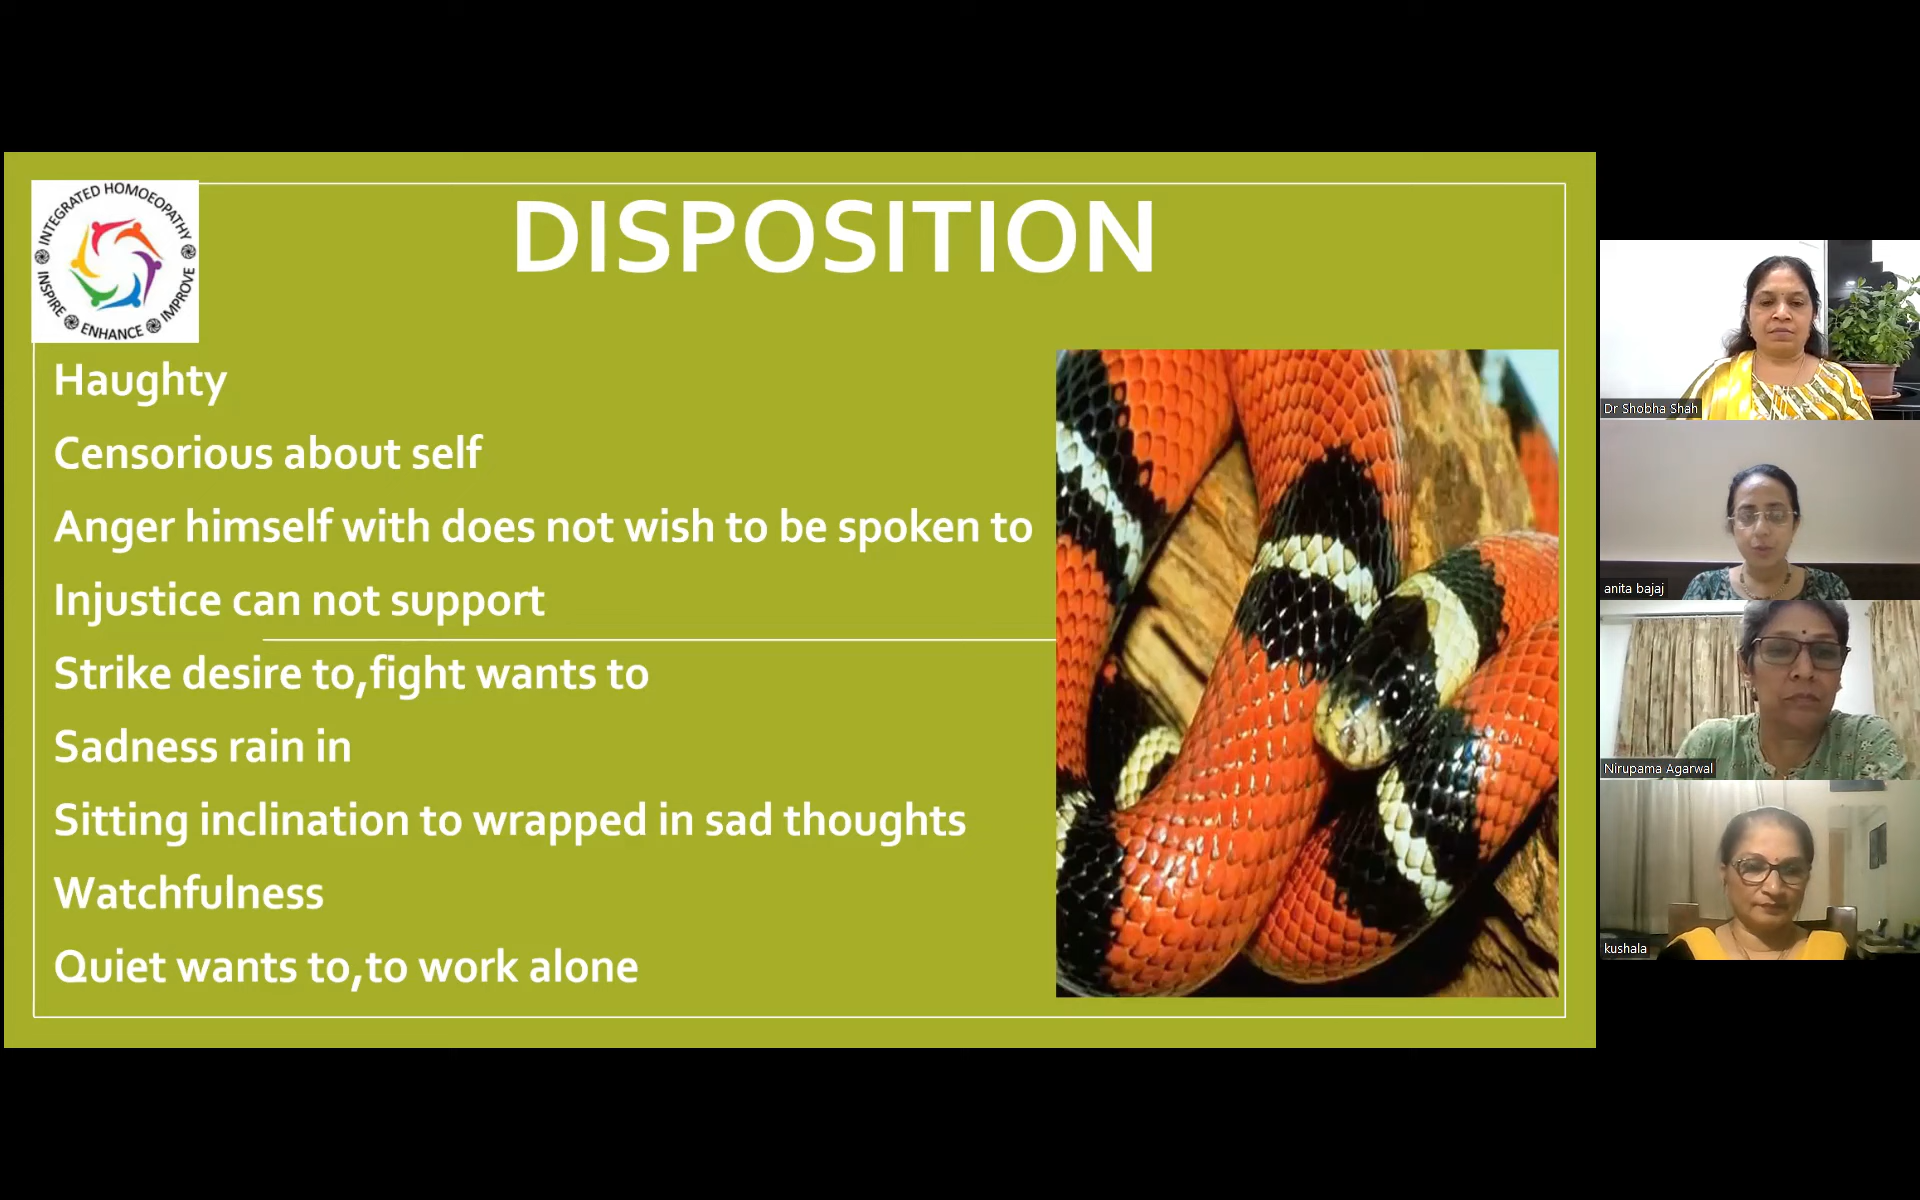 INTEGRATED HOMOEOPATHY
INSPIRE ENHANCE IMPROVE
DISPOSITION
Haughty
Censorious about self
Anger himself with does not wish to be spoken to
Injustice can not support
Strike desire to,fight wants to
Sadness rain in
Sitting inclination to wrapped in sad thoughts
Watchfulness
Quiet wants to,to work alone
Dr Shobha Shah
anita bajaj
Nirupama Agarwal
kushala